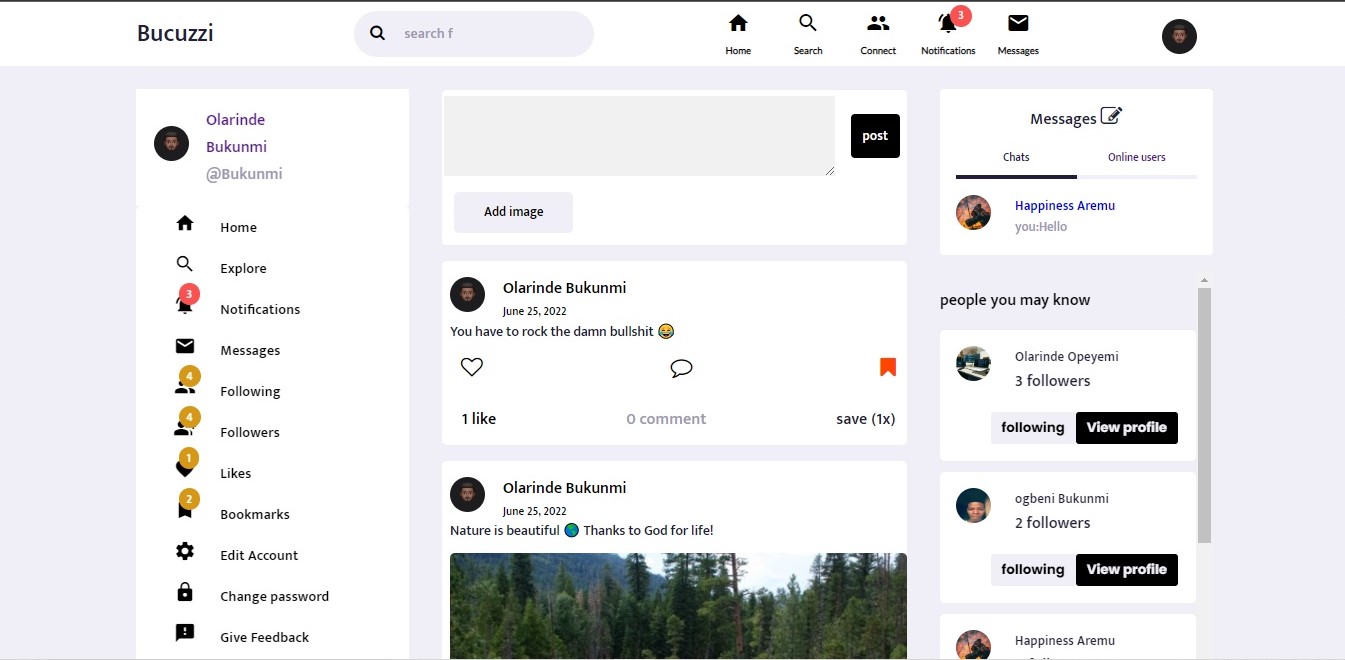 Bucuzzi
search f
Home
Search
Connect
3
Notifications
Messages
Olarinde
Bukunmi
@Bukunmi
Home
Explore
3
Notifications
Messages
4
Following
4
Followers
1
Likes
2
Bookmarks
Edit Account
Change password
Give Feedback
post
Add image
Olarinde Bukunmi
June 25, 2022
You have to rock the damn bullshit 😂
1 like
0 comment
save (1x)
Olarinde Bukunmi
June 25, 2022
Nature is beautiful 🌎 Thanks to God for life!
Messages
Chats
Online users
Happiness Aremu
you:Hello
people you may know
Olarinde Opeyemi
3 followers
following
View profile
ogbeni Bukunmi
2 followers
following
View profile
Happiness Aremu